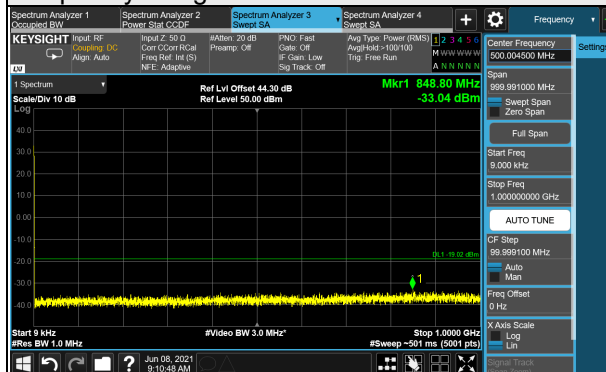 Spectrum Analyzer 1
Occupied BW
Spectrum Analyzer 2
Power Stat CCDF
Spectrum Analyzer 3
Swept SA
Spectrum Analyzer 4
Swept SA
+
Frequency
KEYSIGHT
Input: RF
Coupling: DC
Align: Auto
LXI
Input Z: 50 Ω
Corr CCorr RCal
Freq Ref: Int (S)
NFE: Adaptive
#Atten: 20 dB
Preamp: Off
PNO: Fast
Gate: Off
IF Gain: Low
Sig Track: Off
Avg Type: Power (RMS)
Avg|Hold:>100/100
Trig: Free Run
1 2 3 4 5 6
M W W W W W
A N N N N N
Settings
1 Spectrum
Scale/Div 10 dB
Log
Ref Lvl Offset 44.30 dB
Ref Level 50.00 dBm
Mkr1 848.80 MHz
-33.04 dBm
40.0
30.0
20.0
10.0
0.00
-10.0
-20.0
-30.0
-40.0
DL1 -19.02 dBm
1
Start 9 kHz
#Res BW 1.0 MHz
#Video BW 3.0 MHz*
Stop 1.0000 GHz
#Sweep ~501 ms (5001 pts)
Center Frequency
500.004500 MHz
Span
999.991000 MHz
Swept Span
Zero Span
Full Span
Start Freq
9.000 kHz
Stop Freq
1.000000000 GHz
AUTO TUNE
CF Step
99.999100 MHz
Auto
Man
Freq Offset
0 Hz
X Axis Scale
Log
Lin
Signal Track
?
Jun 08, 2021
9:10:48 AM